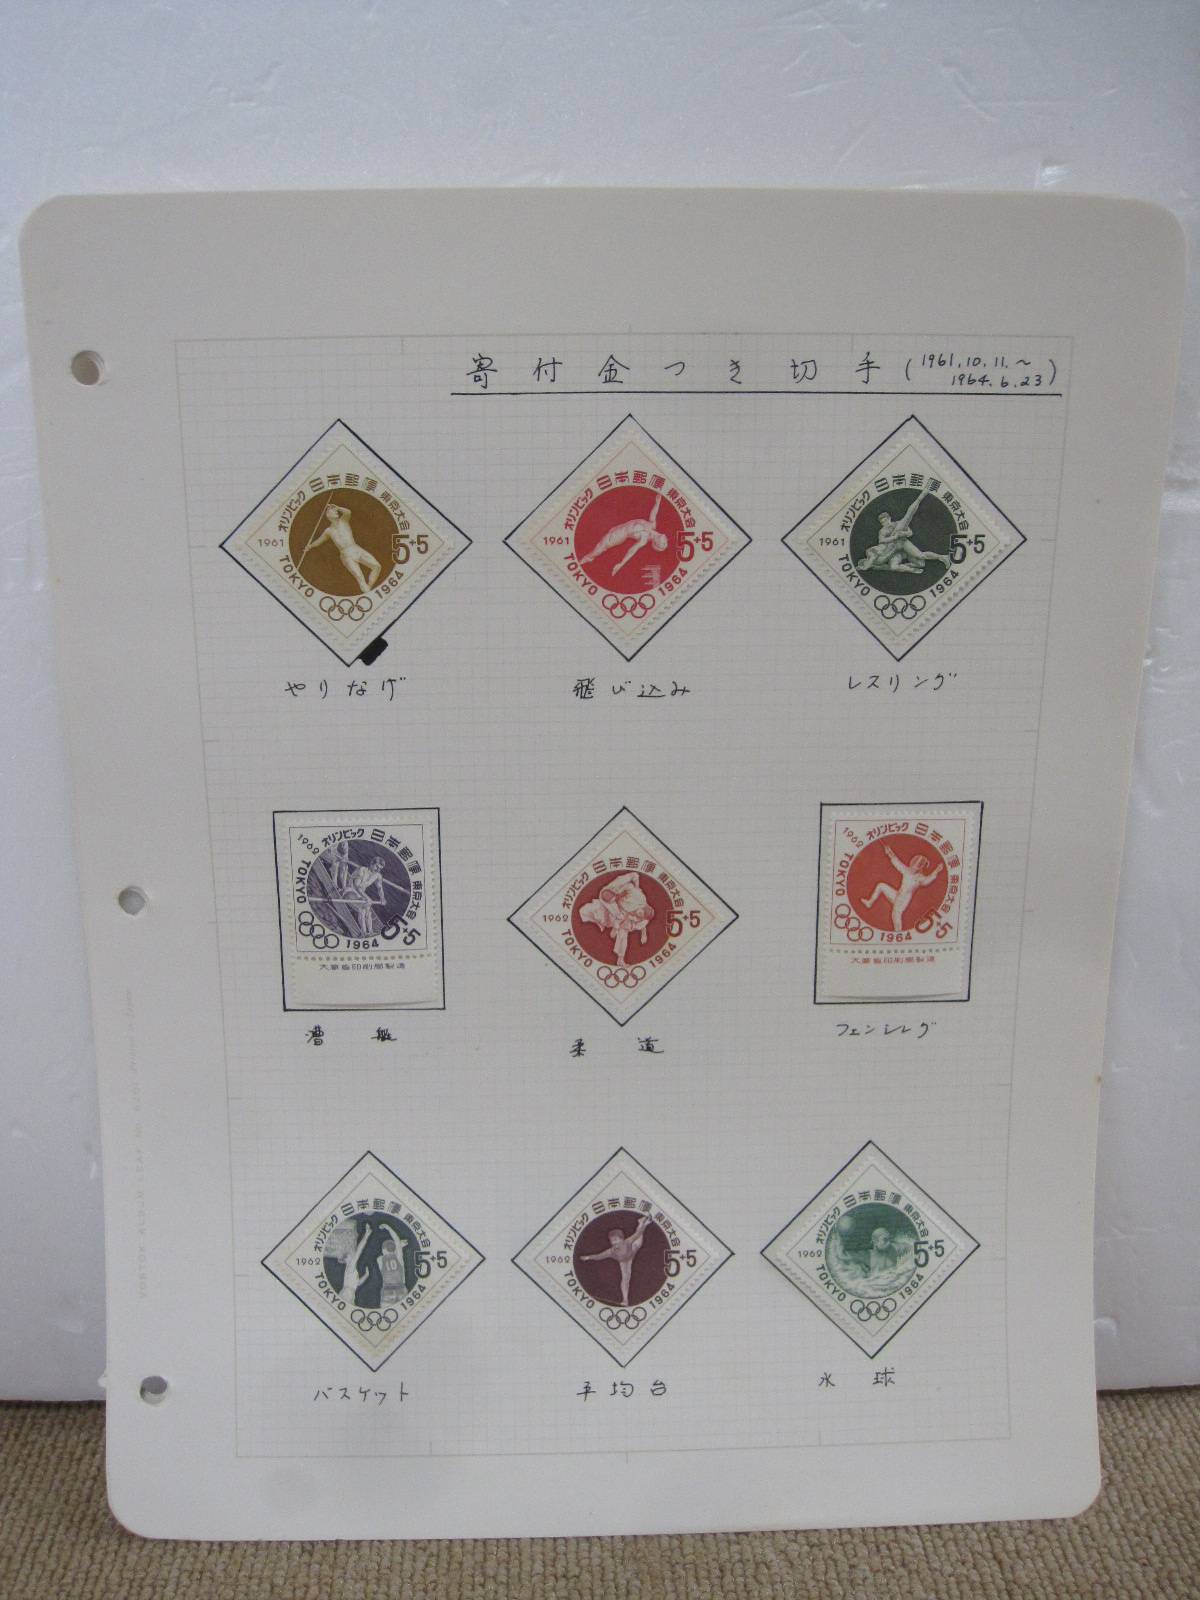 寄付金つき切手(1961.10.11.~
1964.6.23)
日本郵便
オリンピック 東京大会
1961 5+5
TOKYO 1964
日本郵便
オリンピック 東京大会
1961 5+5
TOKYO 1964
日本郵便
オリンピック 東京大会
1961 5+5
TOKYO 1964
やりなげ
飛び込み
レスリング
1962 オリンピック 日本郵便 東京大会
TOKYO 1964 5+5
大蔵省印刷局製造
日本郵便
オリンピック 東京大会
1962 5+5
TOKYO 1964
1962 オリンピック 日本郵便 東京大会
TOKYO 1964 5+5
大蔵省印刷局製造
漕艇
柔道
フェンシング
日本郵便
オリンピック 東京大会
1962 10 5+5
TOKYO 1964
日本郵便
オリンピック 東京大会
1962 5+5
TOKYO 1964
日本郵便
オリンピック 東京大会
1962 5+5
TOKYO 1964
バスケット
平均台
水球